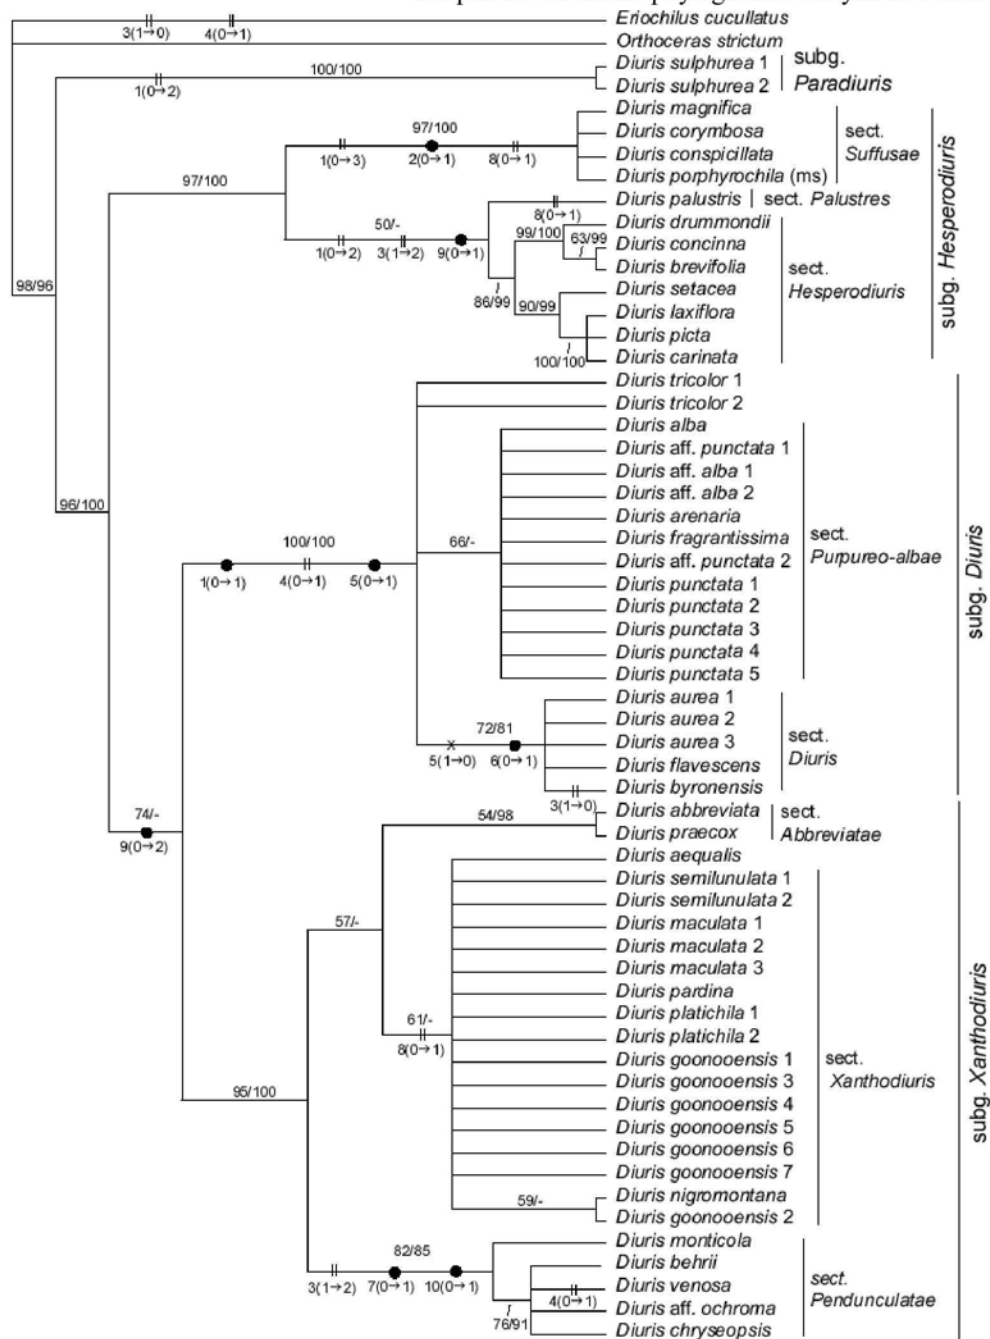 Eriochilus cucullatus
3(1→0) 4(0→1)
Orthoceras strictum
Diuris sulphurea 1
100/100
1(0→2)
Diuris sulphurea 2
subg.
Paradiuris
Diuris magnifica
97/100
Diuris corymbosa
1(0→3) 2(0→1) 8(0→1)
Diuris conspicillata
Diuris porphyrochila (ms)
sect.
Suffusae
97/100
Diuris palustris
sect. Palustres
8(0→1)
50/-
1(0→2) 3(1→2) 9(0→1)
Diuris drummondii
99/100
63/99
Diuris concinna
Diuris brevifolia
86/99
Diuris setacea
90/99
Diuris laxiflora
Diuris picta
100/100
Diuris carinata
sect.
Hesperodiuris
subg. Hesperodiuris
98/96
Diuris tricolor 1
Diuris tricolor 2
Diuris alba
Diuris aff. punctata 1
Diuris aff. alba 1
Diuris aff. alba 2
96/100
Diuris arenaria
Diuris fragrantissima
100/100
1(0→1) 4(0→1) 5(0→1)
66/-
Diuris aff. punctata 2
Diuris punctata 1
Diuris punctata 2
Diuris punctata 3
Diuris punctata 4
Diuris punctata 5
sect.
Purpureo-albae
Diuris aurea 1
Diuris aurea 2
72/81
x
5(1→0) 6(0→1)
Diuris aurea 3
Diuris flavescens
Diuris byronensis
3(1→0)
sect.
Diuris
subg. Diuris
74/-
9(0→2)
54/98
Diuris abbreviata
Diuris praecox
sect.
Abbreviatae
Diuris aequalis
Diuris semilunulata 1
Diuris semilunulata 2
57/-
Diuris maculata 1
Diuris maculata 2
Diuris maculata 3
Diuris pardina
Diuris platichila 1
61/-
8(0→1)
Diuris platichila 2
Diuris goonooensis 1
Diuris goonooensis 3
95/100
Diuris goonooensis 4
Diuris goonooensis 5
Diuris goonooensis 6
Diuris goonooensis 7
59/-
Diuris nigromontana
Diuris goonooensis 2
sect.
Xanthodiuris
Diuris monticola
82/85
3(1→2) 7(0→1) 10(0→1)
Diuris behrii
Diuris venosa
4(0→1)
Diuris aff. ochroma
76/91
Diuris chryseopsis
sect.
Pendunculatae
subg. Xanthodiuris